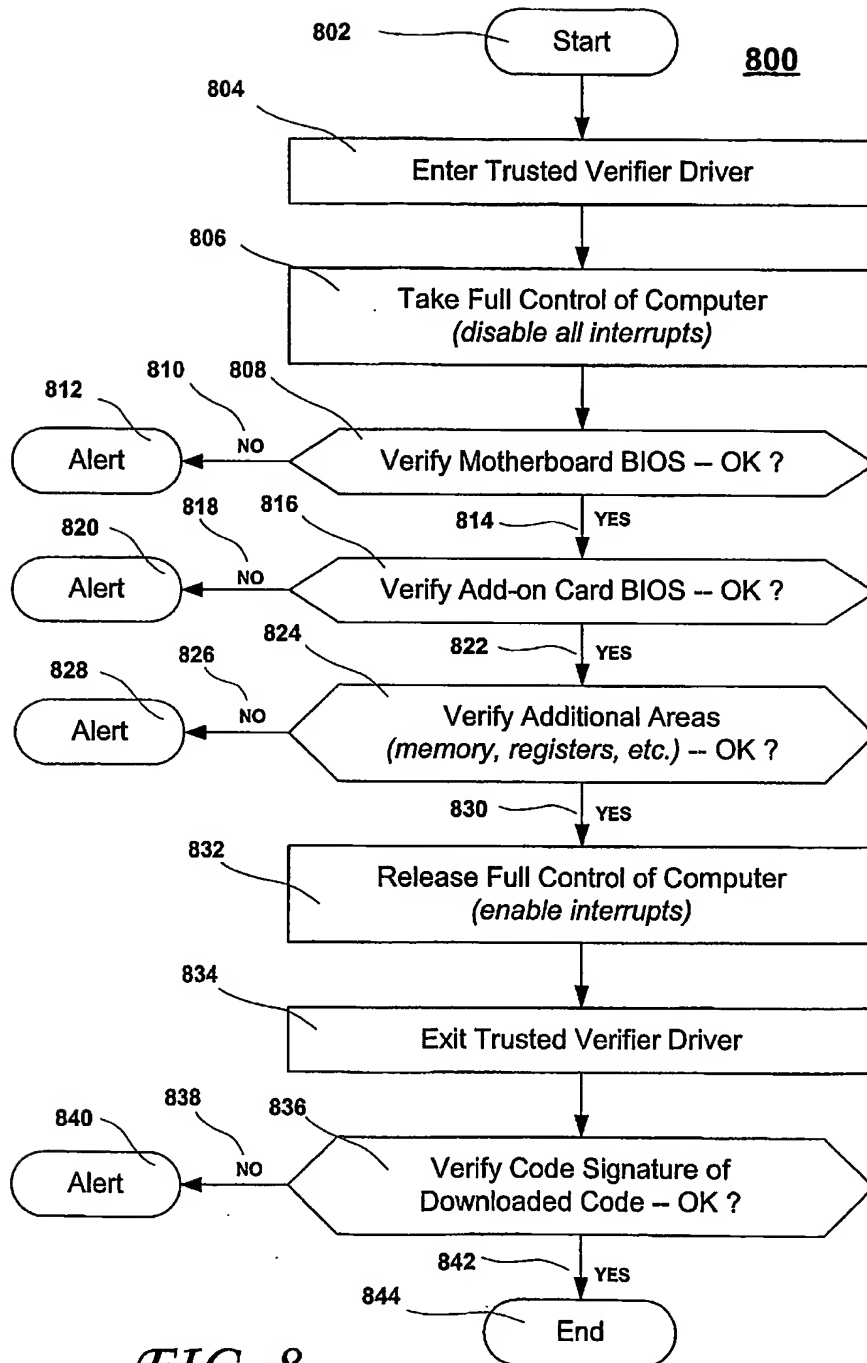 802
Start
800
804
Enter Trusted Verifier Driver
806
Take Full Control of Computer
(disable all interrupts)
812
810
808
Alert
NO
Verify Motherboard BIOS -- OK ?
814
YES
820
818
816
Alert
NO
Verify Add-on Card BIOS -- OK ?
822
YES
824
828
826
Alert
NO
Verify Additional Areas
(memory, registers, etc.) -- OK ?
830
YES
832
Release Full Control of Computer
(enable interrupts)
834
Exit Trusted Verifier Driver
840
838
836
Alert
NO
Verify Code Signature of
Downloaded Code -- OK ?
842
YES
844
End
FIG. 8